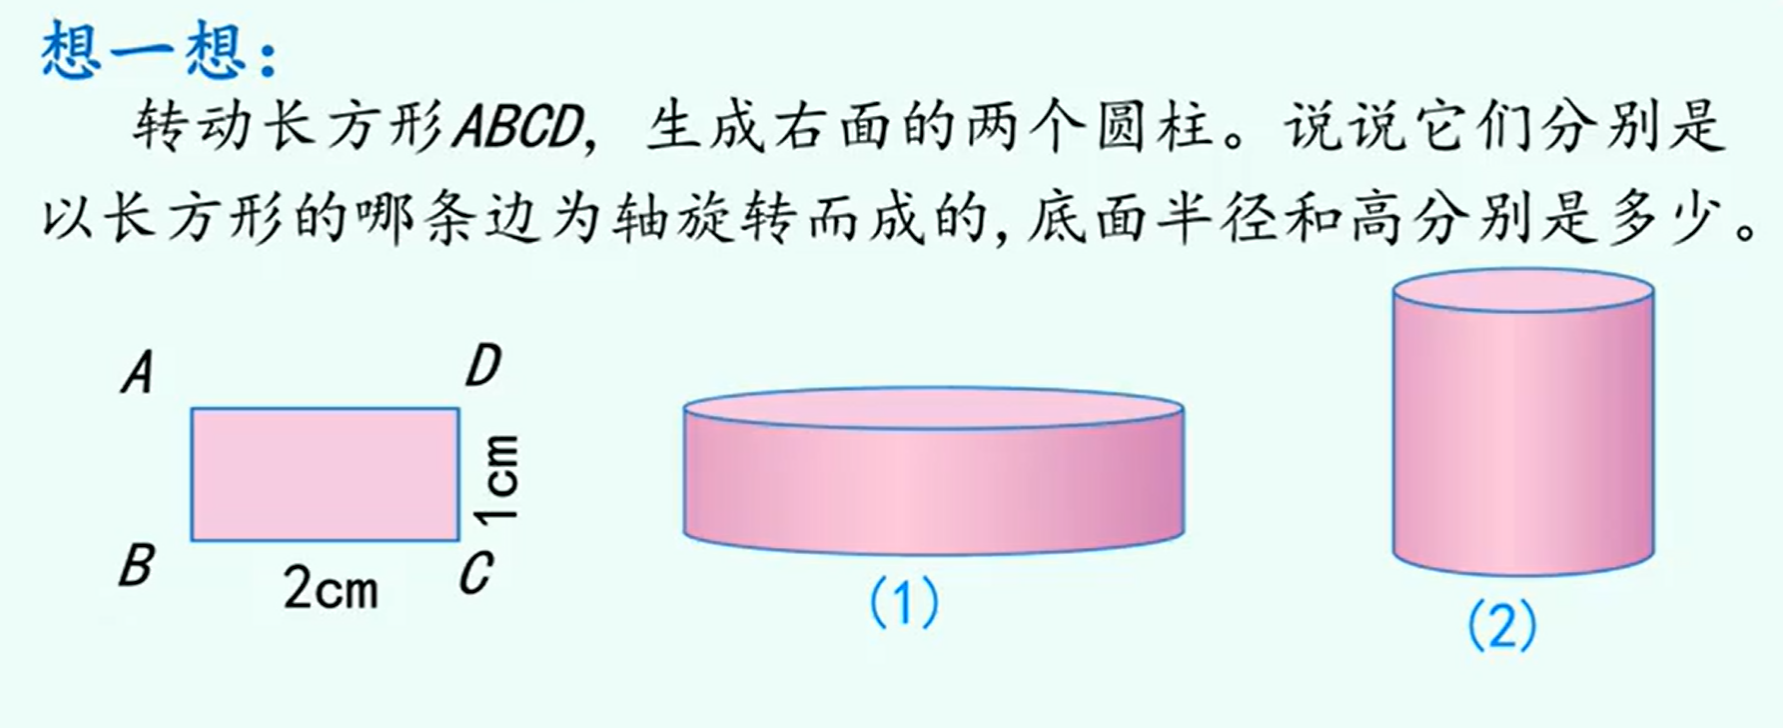 想一想：
转动长方形ABCD，生成右面的两个圆柱。说说它们分别是
以长方形的哪条边为轴旋转而成的,底面半径和高分别是多少。
A
D
1cm
B
2cm
C
(1)
(2)